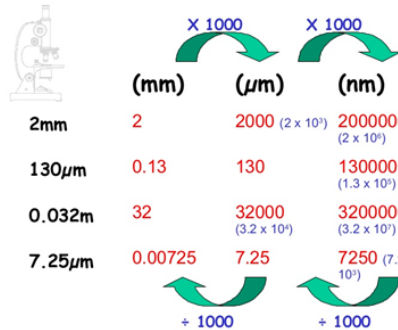 X 1000 X 1000
(mm) (µm) (nm)
2mm 2 2000 (2 x 10³) 200000
(2 x 10⁶)
130µm 0.13 130 130000
(1.3 x 10⁵)
0.032m 32 32000 320000
(3.2 x 10⁴) (3.2 x 10⁷)
7.25µm 0.00725 7.25 7250 (7.
10³)
÷ 1000 ÷ 1000